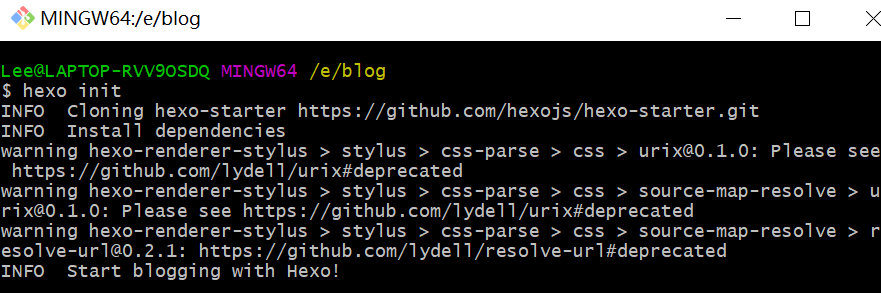 MINGW64:/e/blog
Lee@LAPTOP-RVV9OSDQ MINGW64 /e/blog
$ hexo init
INFO  Cloning hexo-starter https://github.com/hexojs/hexo-starter.git
INFO  Install dependencies
warning hexo-renderer-stylus > stylus > css-parse > css > urix@0.1.0: Please see
 https://github.com/lydell/urix#deprecated
warning hexo-renderer-stylus > stylus > css-parse > css > source-map-resolve > u
rix@0.1.0: Please see https://github.com/lydell/urix#deprecated
warning hexo-renderer-stylus > stylus > css-parse > css > source-map-resolve > r
esolve-url@0.2.1: https://github.com/lydell/resolve-url#deprecated
INFO  Start blogging with Hexo!